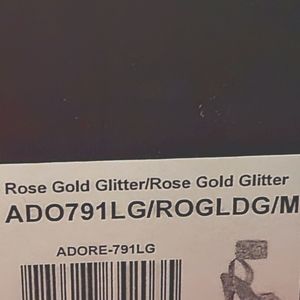 Rose Gold Glitter/Rose Gold Glitter
ADO791LG/ROGLDG/M
ADORE-791LG